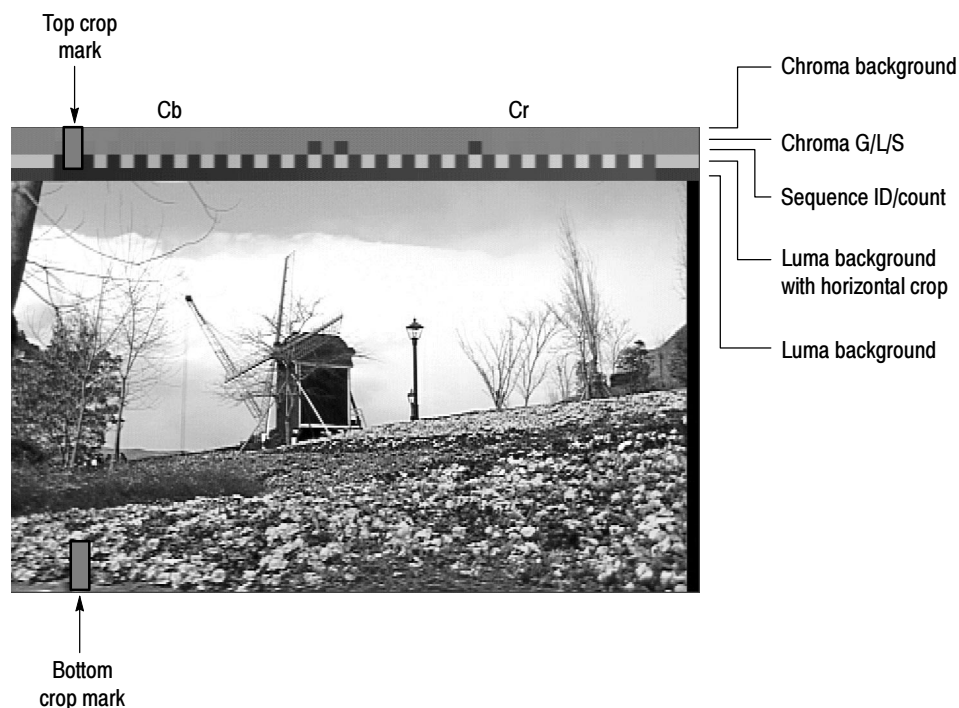 Top crop
mark
Cb
Cr
Chroma background
Chroma G/L/S
Sequence ID/count
Luma background
with horizontal crop
Luma background
Bottom
crop mark